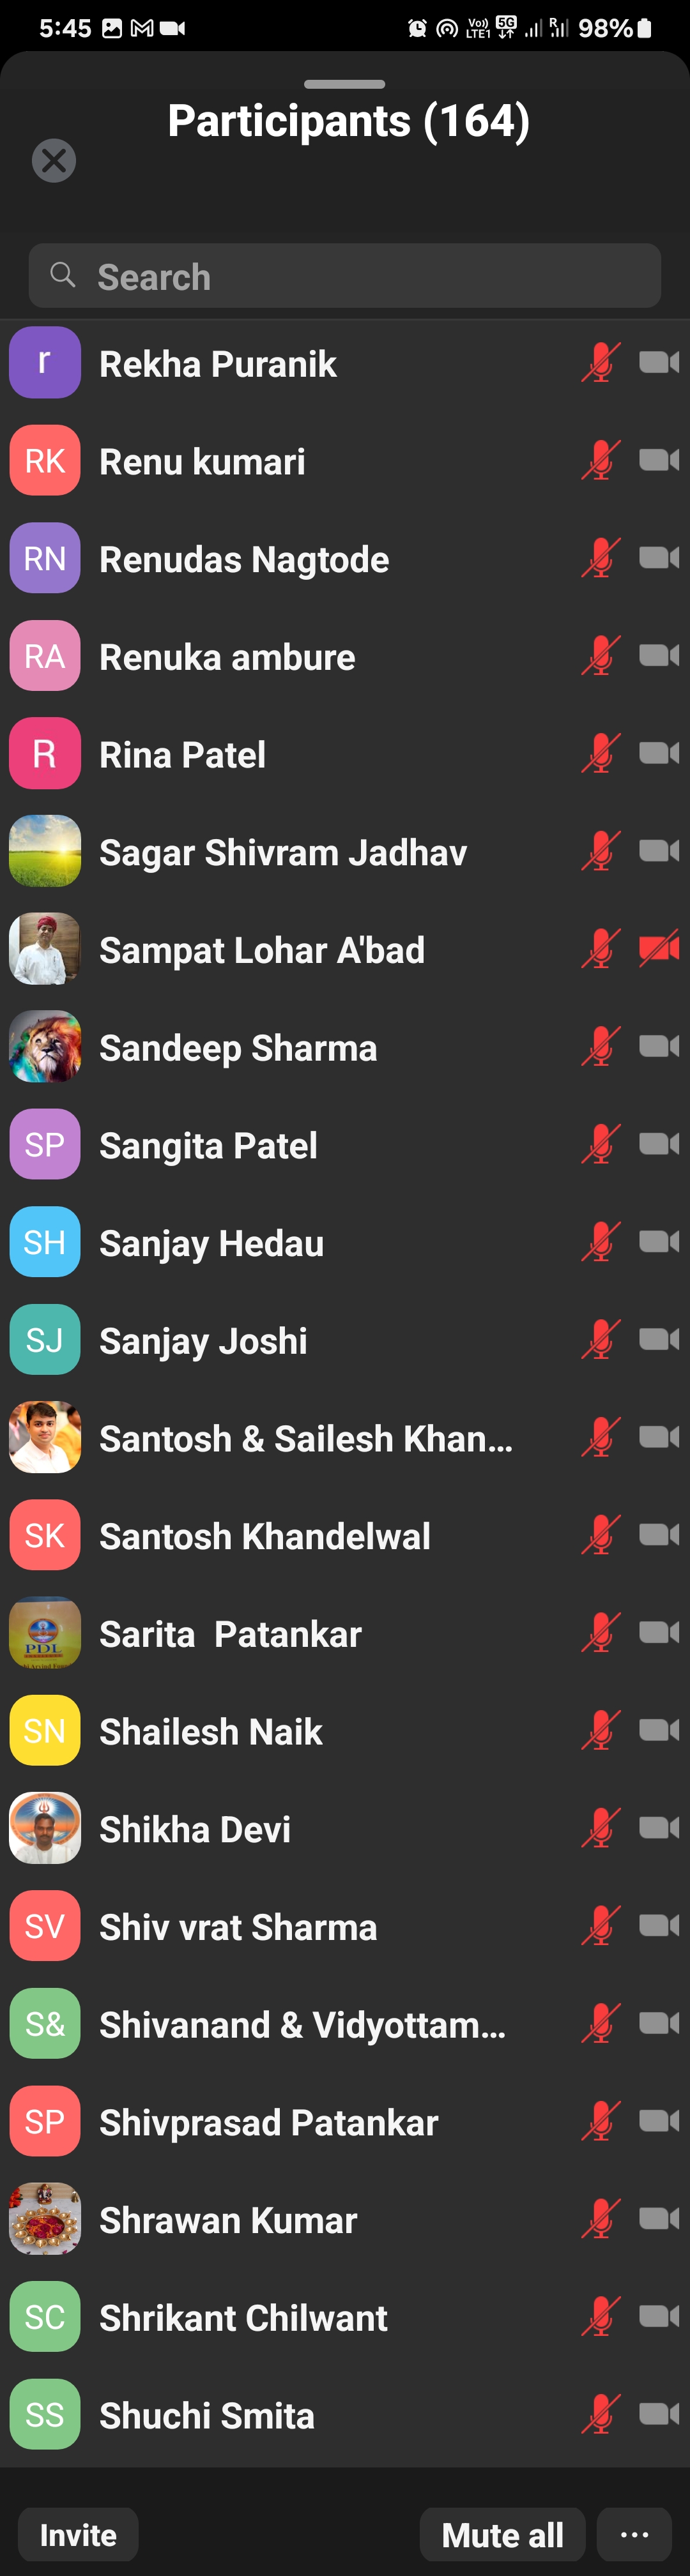 5:45 Vo) LTE1 5G R 98%
Participants (164)
Search
r Rekha Puranik
RK Renu kumari
RN Renudas Nagtode
RA Renuka ambure
R Rina Patel
Sagar Shivram Jadhav
Sampat Lohar A'bad
Sandeep Sharma
SP Sangita Patel
SH Sanjay Hedau
SJ Sanjay Joshi
Santosh & Sailesh Khan...
SK Santosh Khandelwal
PDL Sarita  Patankar
SN Shailesh Naik
Shikha Devi
SV Shiv vrat Sharma
S& Shivanand & Vidyottam...
SP Shivprasad Patankar
Shrawan Kumar
SC Shrikant Chilwant
SS Shuchi Smita
Invite Mute all ...